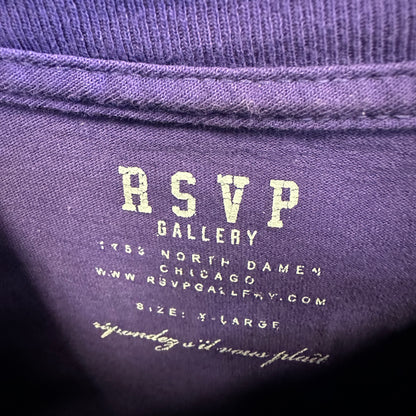 RSVP
GALLERY
1753 NORTH DAMEN
CHICAGO
WWW.RSVPGALLERY.COM
SIZE: X-LARGE
répondez s'il vous plaît